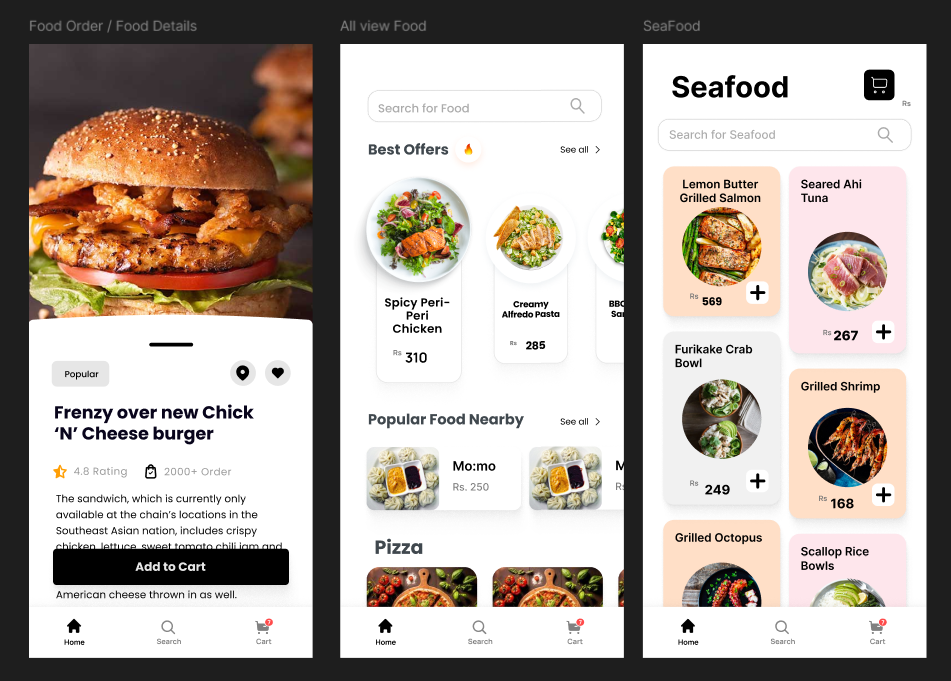 Food Order / Food Details
Popular
Frenzy over new Chick
‘N’ Cheese burger
4.8 Rating
2000+ Order
The sandwich, which is currently only
available at the chain’s locations in the
Southeast Asian nation, includes crispy
chicken, lettuce, sweet tomato chili jam and
Add to Cart
American cheese thrown in as well.
Home
Search
7
Cart
All view Food
Search for Food
Best Offers
See all
Spicy Peri-
Peri
Chicken
Rs 310
Creamy
Alfredo Pasta
Rs 285
Popular Food Nearby
See all
Mo:mo
Rs. 250
M
Pizza
Home
Search
7
Cart
SeaFood
Seafood
Rs
Search for Seafood
Lemon Butter
Grilled Salmon
Rs 569
Seared Ahi
Tuna
Rs 267
Furikake Crab
Bowl
Rs 249
Grilled Shrimp
Rs 168
Grilled Octopus
Scallop Rice
Bowls
Home
Search
7
Cart